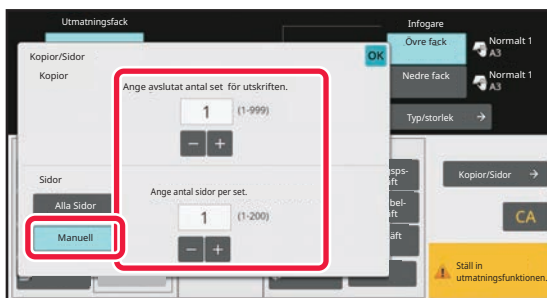 Utmatningsfack
Infogare
Övre fack
Normalt 1
A3
Nedre fack
Normalt 1
A3
Typ/storlek
Kopior/Sidor
OK
Kopior
Ange avslutat antal set för utskriften.
1
(1-999)
Sidor
Ange antal sidor per set.
Alla Sidor
1
(1-200)
Manuell
Kopior/Sidor
CA
Ställ in
utmatningsfunktionen.